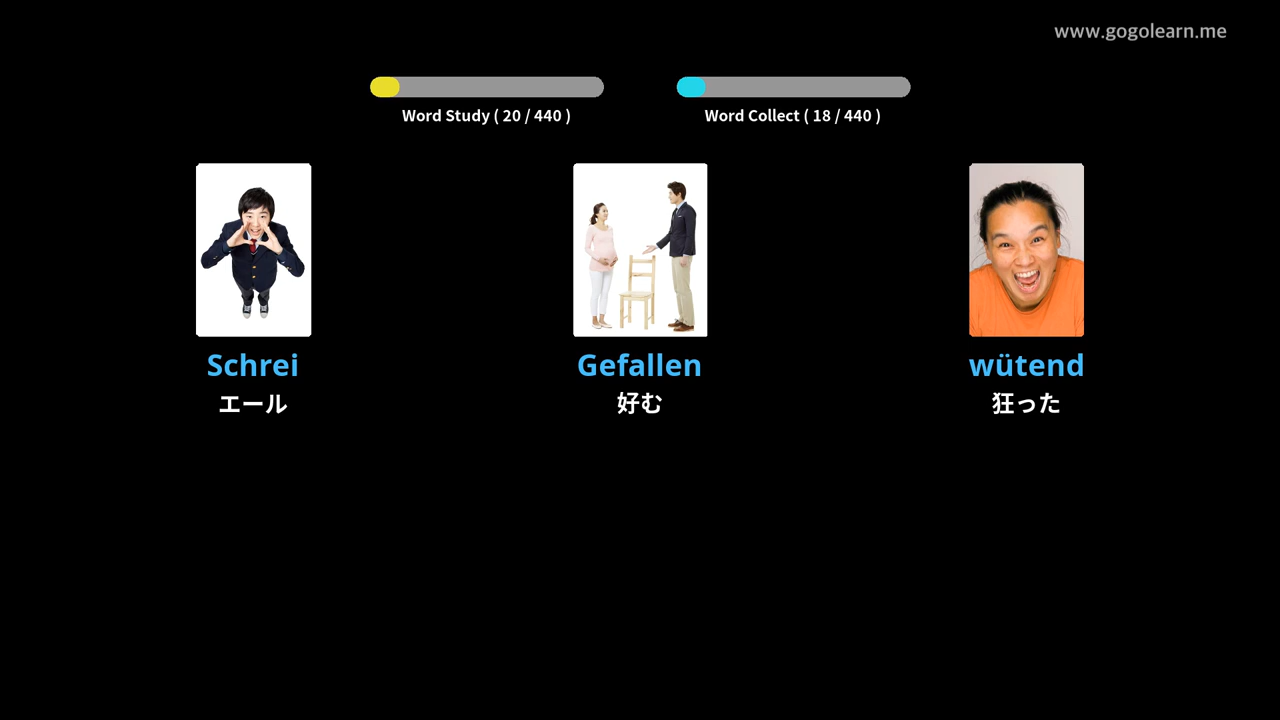 www.gogolearn.me
Word Study ( 20 / 440 )
Word Collect ( 18 / 440 )
Schrei
エール
Gefallen
好む
wütend
狂った